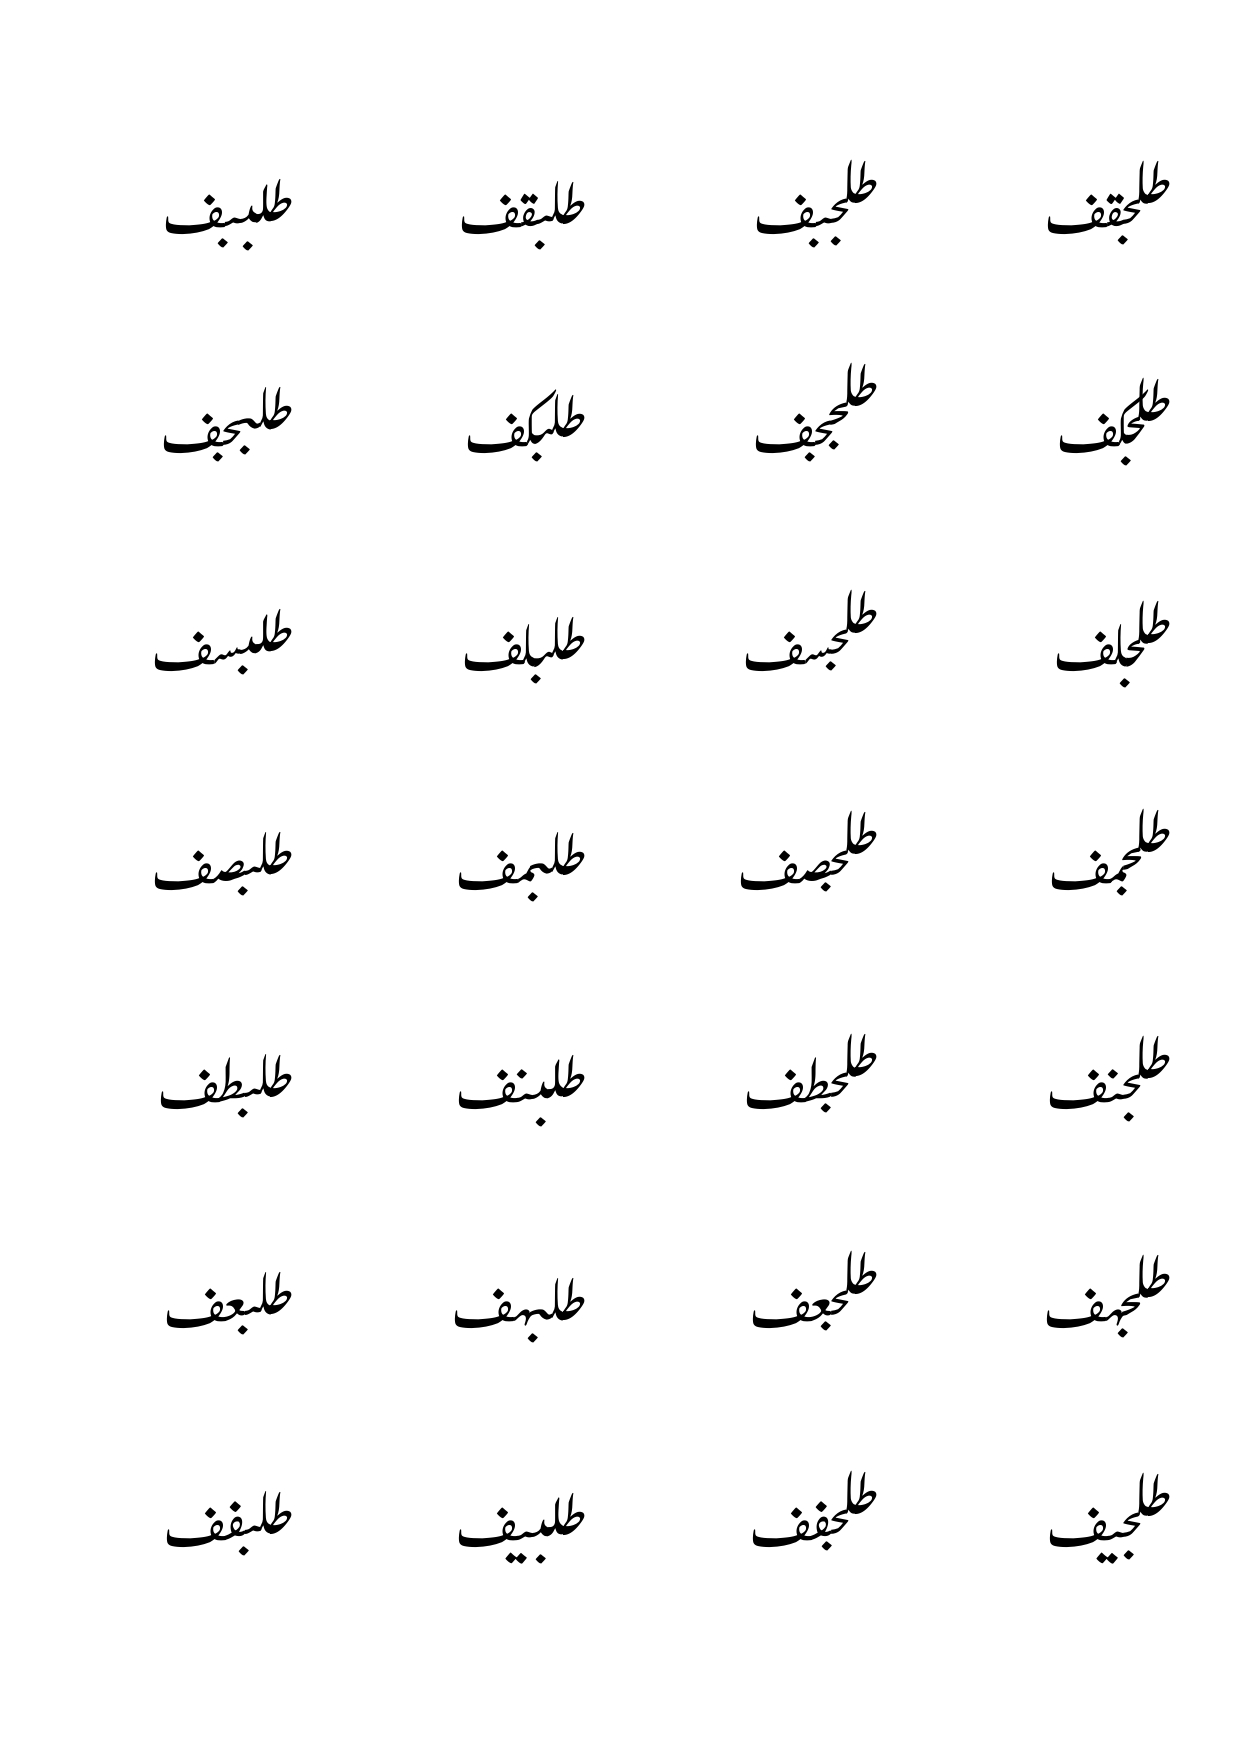 طلجقف طلجبف طلبقف طلببف
طلجكف طلججف طلبكف طلبجف
طلجلف طلجسف طلبلف طلبسف
طلجمف طلجصف طلبمف طلبصف
طلجنف طلجطف طلبنف طلبطف
طلجهف طلجعف طلبهف طلبعف
طلجيف طلجفف طلبيف طلبفف